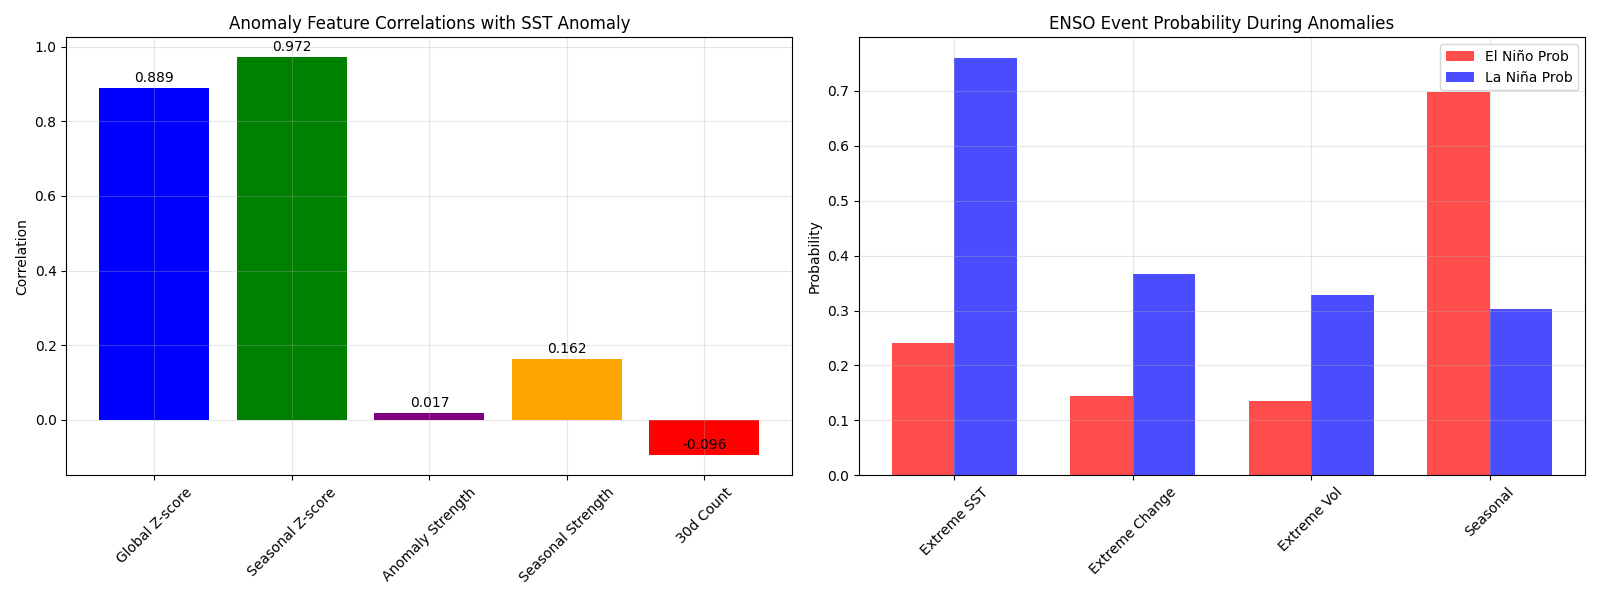 Anomaly Feature Correlations with SST Anomaly
Correlation
1.0
0.8
0.6
0.4
0.2
0.0
0.889
0.972
0.017
0.162
-0.096
Global Z-score
Seasonal Z-score
Anomaly Strength
Seasonal Strength
30d Count
ENSO Event Probability During Anomalies
Probability
0.7
0.6
0.5
0.4
0.3
0.2
0.1
0.0
El Niño Prob
La Niña Prob
Extreme SST
Extreme Change
Extreme Vol
Seasonal